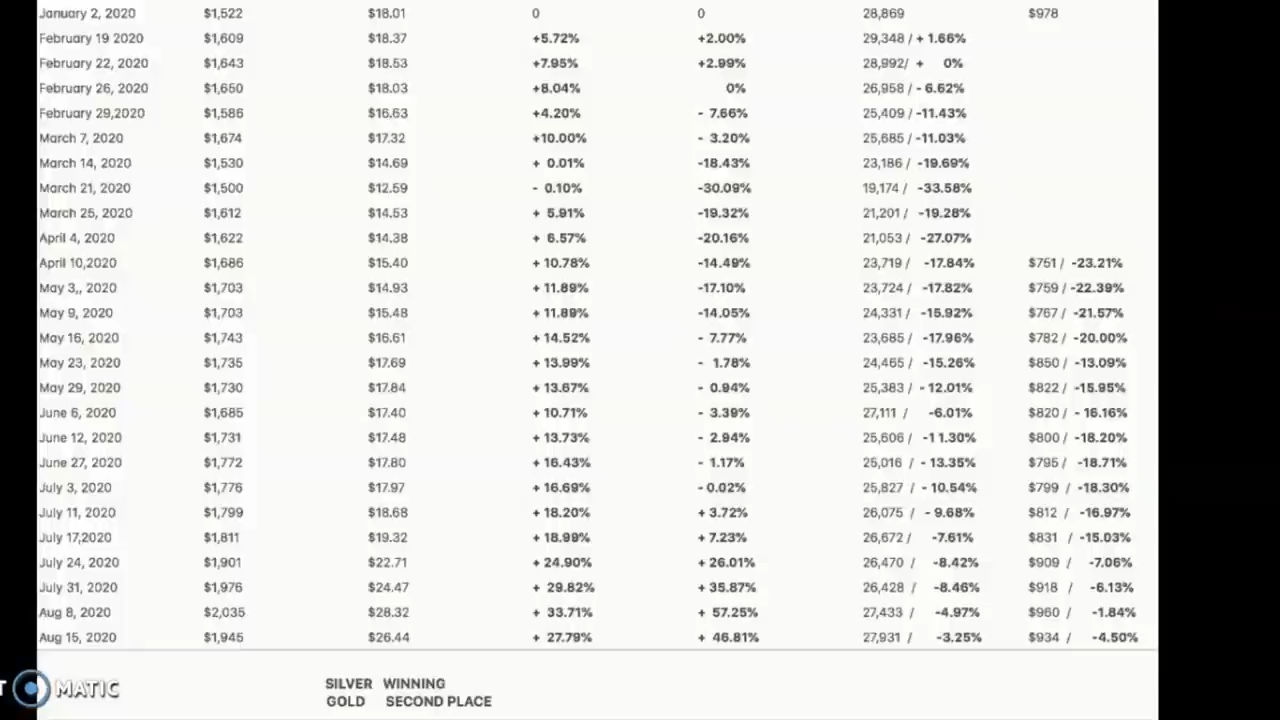 January 2, 2020 $1,522 $18.01 0 0 28,869 $978
February 19 2020 $1,609 $18.37 +5.72% +2.00% 29,348 / + 1.66%
February 22, 2020 $1,643 $18.53 +7.95% +2.99% 28,992/ + 0%
February 26, 2020 $1,650 $18.03 +8.04% 0% 26,958 / - 6.62%
February 29,2020 $1,586 $16.63 +4.20% - 7.66% 25,409 / -11.43%
March 7, 2020 $1,674 $17.32 +10.00% - 3.20% 25,685 / -11.03%
March 14, 2020 $1,530 $14.69 + 0.01% -18.43% 23,186 / -19.69%
March 21, 2020 $1,500 $12.59 - 0.10% -30.09% 19,174 / -33.58%
March 25, 2020 $1,612 $14.53 + 5.91% -19.32% 21,201 / -19.28%
April 4, 2020 $1,622 $14.38 + 6.57% -20.16% 21,053 / -27.07%
April 10,2020 $1,686 $15.40 + 10.78% -14.49% 23,719 / -17.84% $751 / -23.21%
May 3,, 2020 $1,703 $14.93 + 11.89% -17.10% 23,724 / -17.82% $759 / -22.39%
May 9, 2020 $1,703 $15.48 + 11.89% -14.05% 24,331 / -15.92% $767 / -21.57%
May 16, 2020 $1,743 $16.61 + 14.52% - 7.77% 23,685 / -17.96% $782 / -20.00%
May 23, 2020 $1,735 $17.69 + 13.99% - 1.78% 24,465 / -15.26% $850 / -13.09%
May 29, 2020 $1,730 $17.84 + 13.67% - 0.94% 25,383 / - 12.01% $822 / -15.95%
June 6, 2020 $1,685 $17.40 + 10.71% - 3.39% 27,111 / -6.01% $820 / - 16.16%
June 12, 2020 $1,731 $17.48 + 13.73% - 2.94% 25,606 / -11.30% $800 / -18.20%
June 27, 2020 $1,772 $17.80 + 16.43% - 1.17% 25,016 / - 13.35% $795 / -18.71%
July 3, 2020 $1,776 $17.97 + 16.69% - 0.02% 25,827 / - 10.54% $799 / -18.30%
July 11, 2020 $1,799 $18.68 + 18.20% + 3.72% 26,075 / - 9.68% $812 / -16.97%
July 17,2020 $1,811 $19.32 + 18.99% + 7.23% 26,672 / -7.61% $831 / -15.03%
July 24, 2020 $1,901 $22.71 + 24.90% + 26.01% 26,470 / -8.42% $909 / -7.06%
July 31, 2020 $1,976 $24.47 + 29.82% + 35.87% 26,428 / -8.46% $918 / -6.13%
Aug 8, 2020 $2,035 $28.32 + 33.71% + 57.25% 27,433 / -4.97% $960 / -1.84%
Aug 15, 2020 $1,945 $26.44 + 27.79% + 46.81% 27,931 / -3.25% $934 / -4.50%
SILVER WINNING
GOLD SECOND PLACE
T MATIC